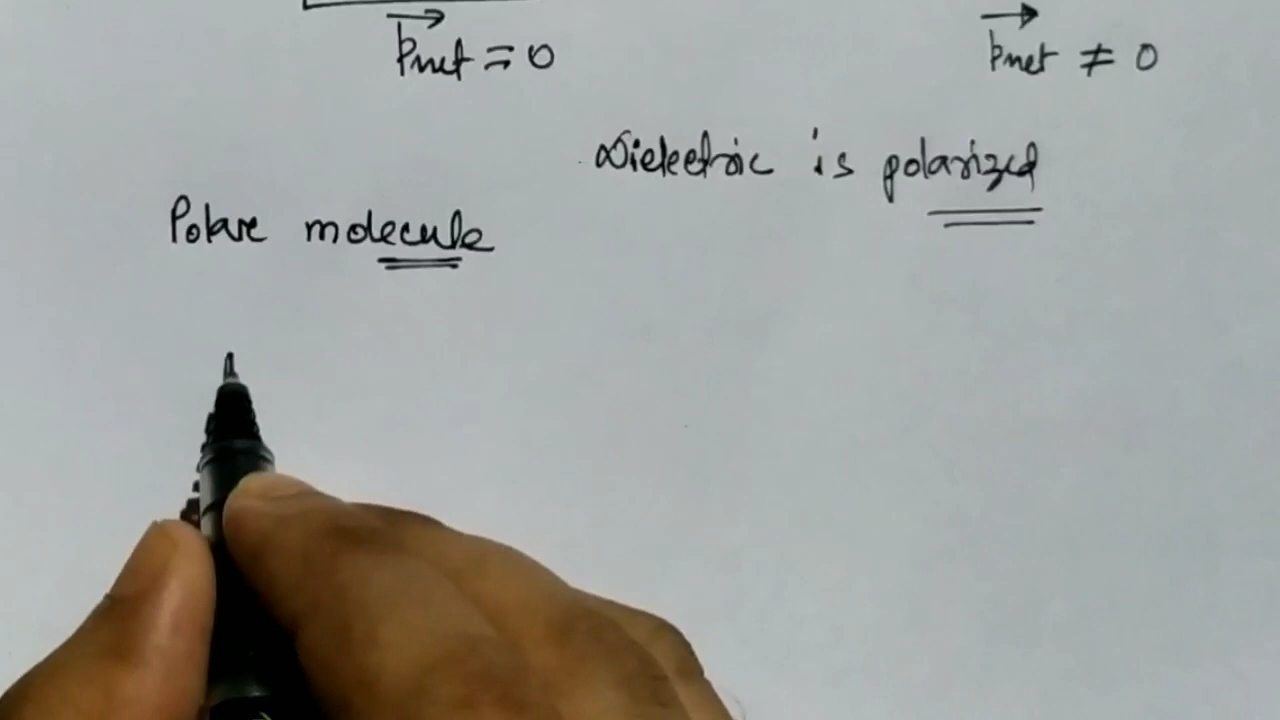 Pnet = 0
Pnet ≠ 0
Dielectric is polarized
Polar molecule